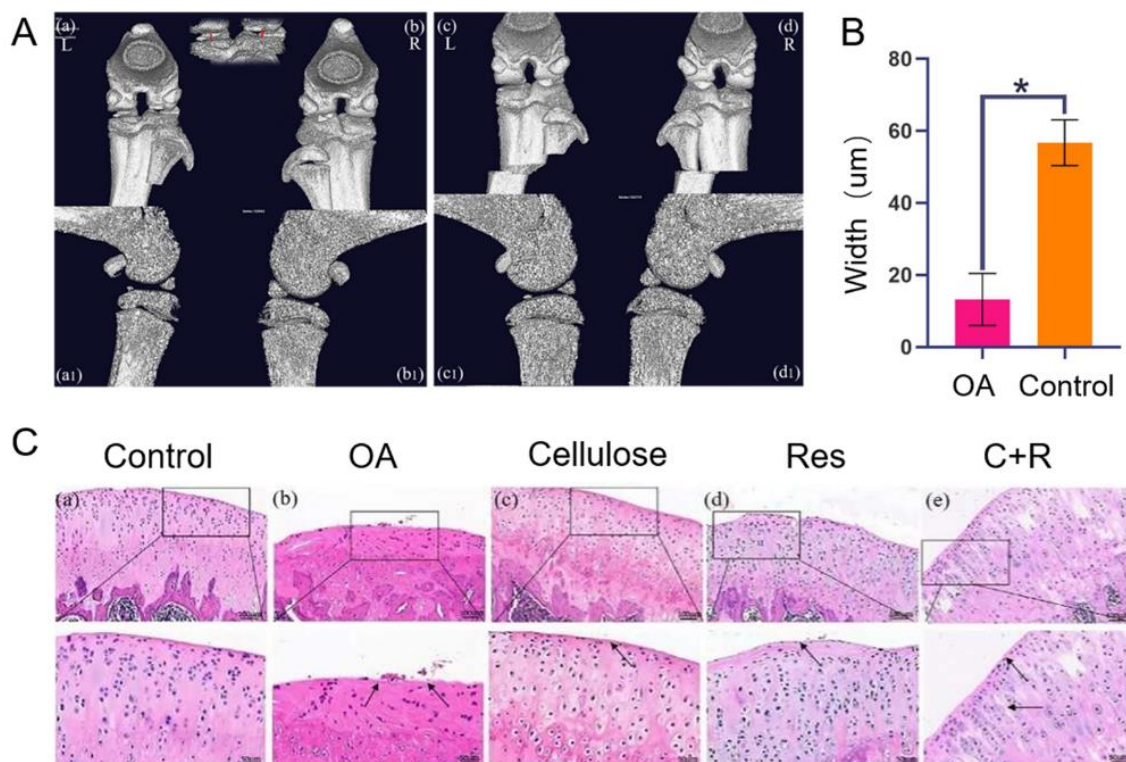 A
(a)
L
(b)
R
(c)
L
(d)
R
(a1)
(b1)
(c1)
(d1)
B
80
60
40
20
0
Width (um)
*
OA
Control
C
Control
OA
Cellulose
Res
C+R
(a)
(b)
(c)
(d)
(e)